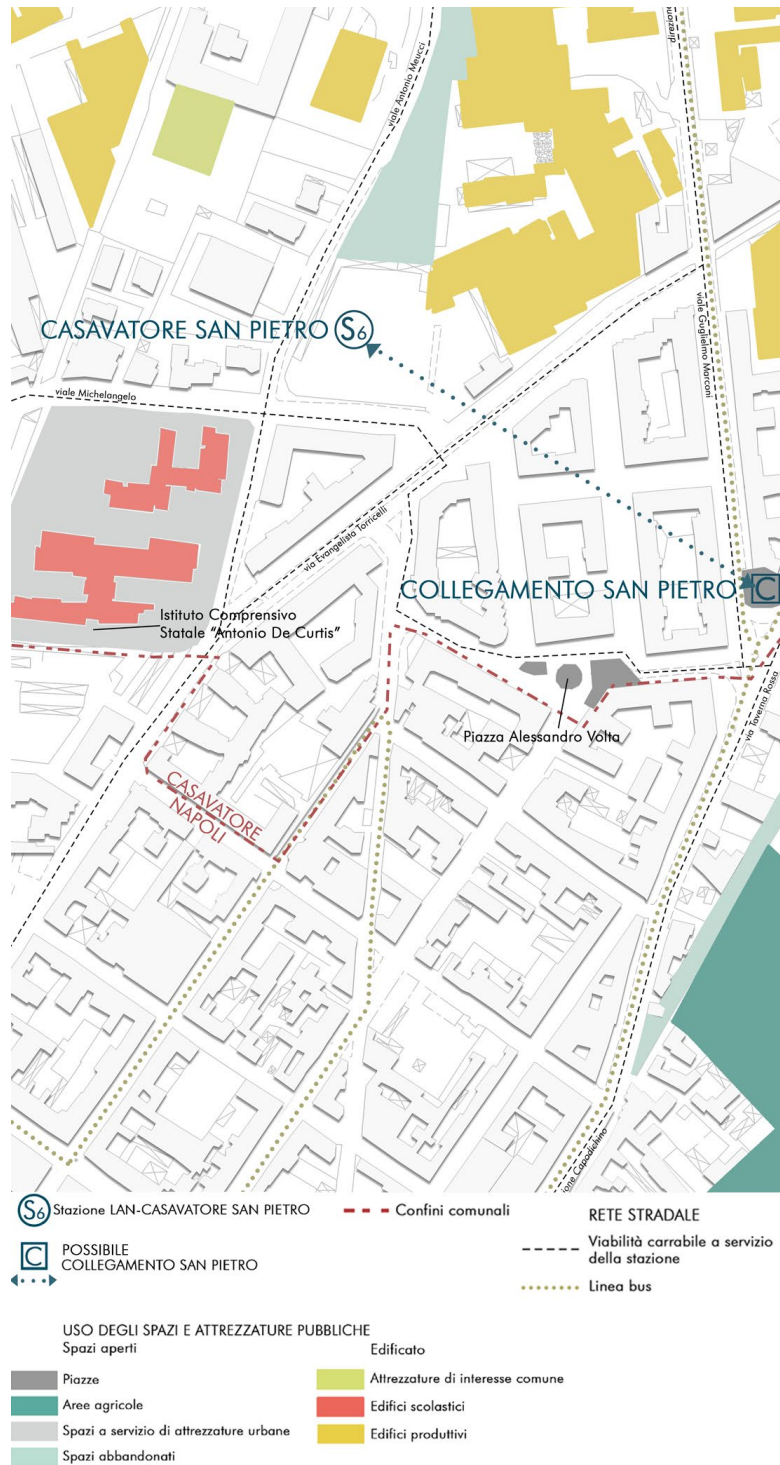 viale Antonio Meucci
direzione
CASAVATORE SAN PIETRO S6
viale Guglielmo Marconi
viale Michelangelo
via Evangelista Torricelli
COLLEGAMENTO SAN PIETRO C
Istituto Comprensivo
Statale “Antonio De Curtis”
via Taverna Rossa
Piazza Alessandro Volta
CASAVATORE
NAPOLI
ione Capodichino
S6 Stazione LAN-CASAVATORE SAN PIETRO
C POSSIBILE
COLLEGAMENTO SAN PIETRO
Confini comunali
RETE STRADALE
Viabilità carrabile a servizio
della stazione
Linea bus
USO DEGLI SPAZI E ATTREZZATURE PUBBLICHE
Spazi aperti
Piazze
Aree agricole
Spazi a servizio di attrezzature urbane
Spazi abbandonati
Edificato
Attrezzature di interesse comune
Edifici scolastici
Edifici produttivi